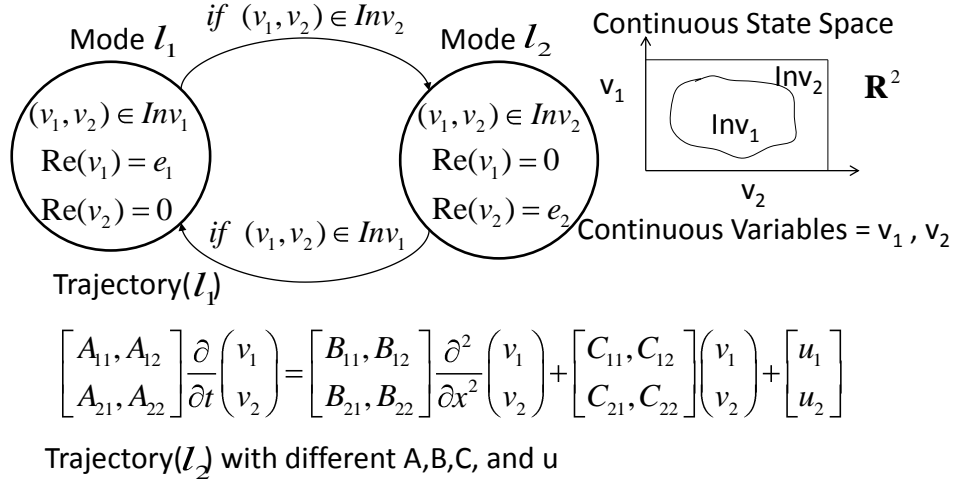 if (v₁, v₂) ∈ Inv₂
Mode l₁
Mode l₂
(v₁, v₂) ∈ Inv₁
Re(v₁) = e₁
Re(v₂) = 0
(v₁, v₂) ∈ Inv₂
Re(v₁) = 0
Re(v₂) = e₂
if (v₁, v₂) ∈ Inv₁
Continuous State Space
v₁
Inv₂
Inv₁
R²
v₂
Continuous Variables = v₁ , v₂
Trajectory(l₁)
[A₁₁, A₁₂; A₂₁, A₂₂] ∂/∂t (v₁; v₂) = [B₁₁, B₁₂; B₂₁, B₂₂] ∂²/∂x² (v₁; v₂) + [C₁₁, C₁₂; C₂₁, C₂₂] (v₁; v₂) + [u₁; u₂]
Trajectory(l₂) with different A,B,C, and u